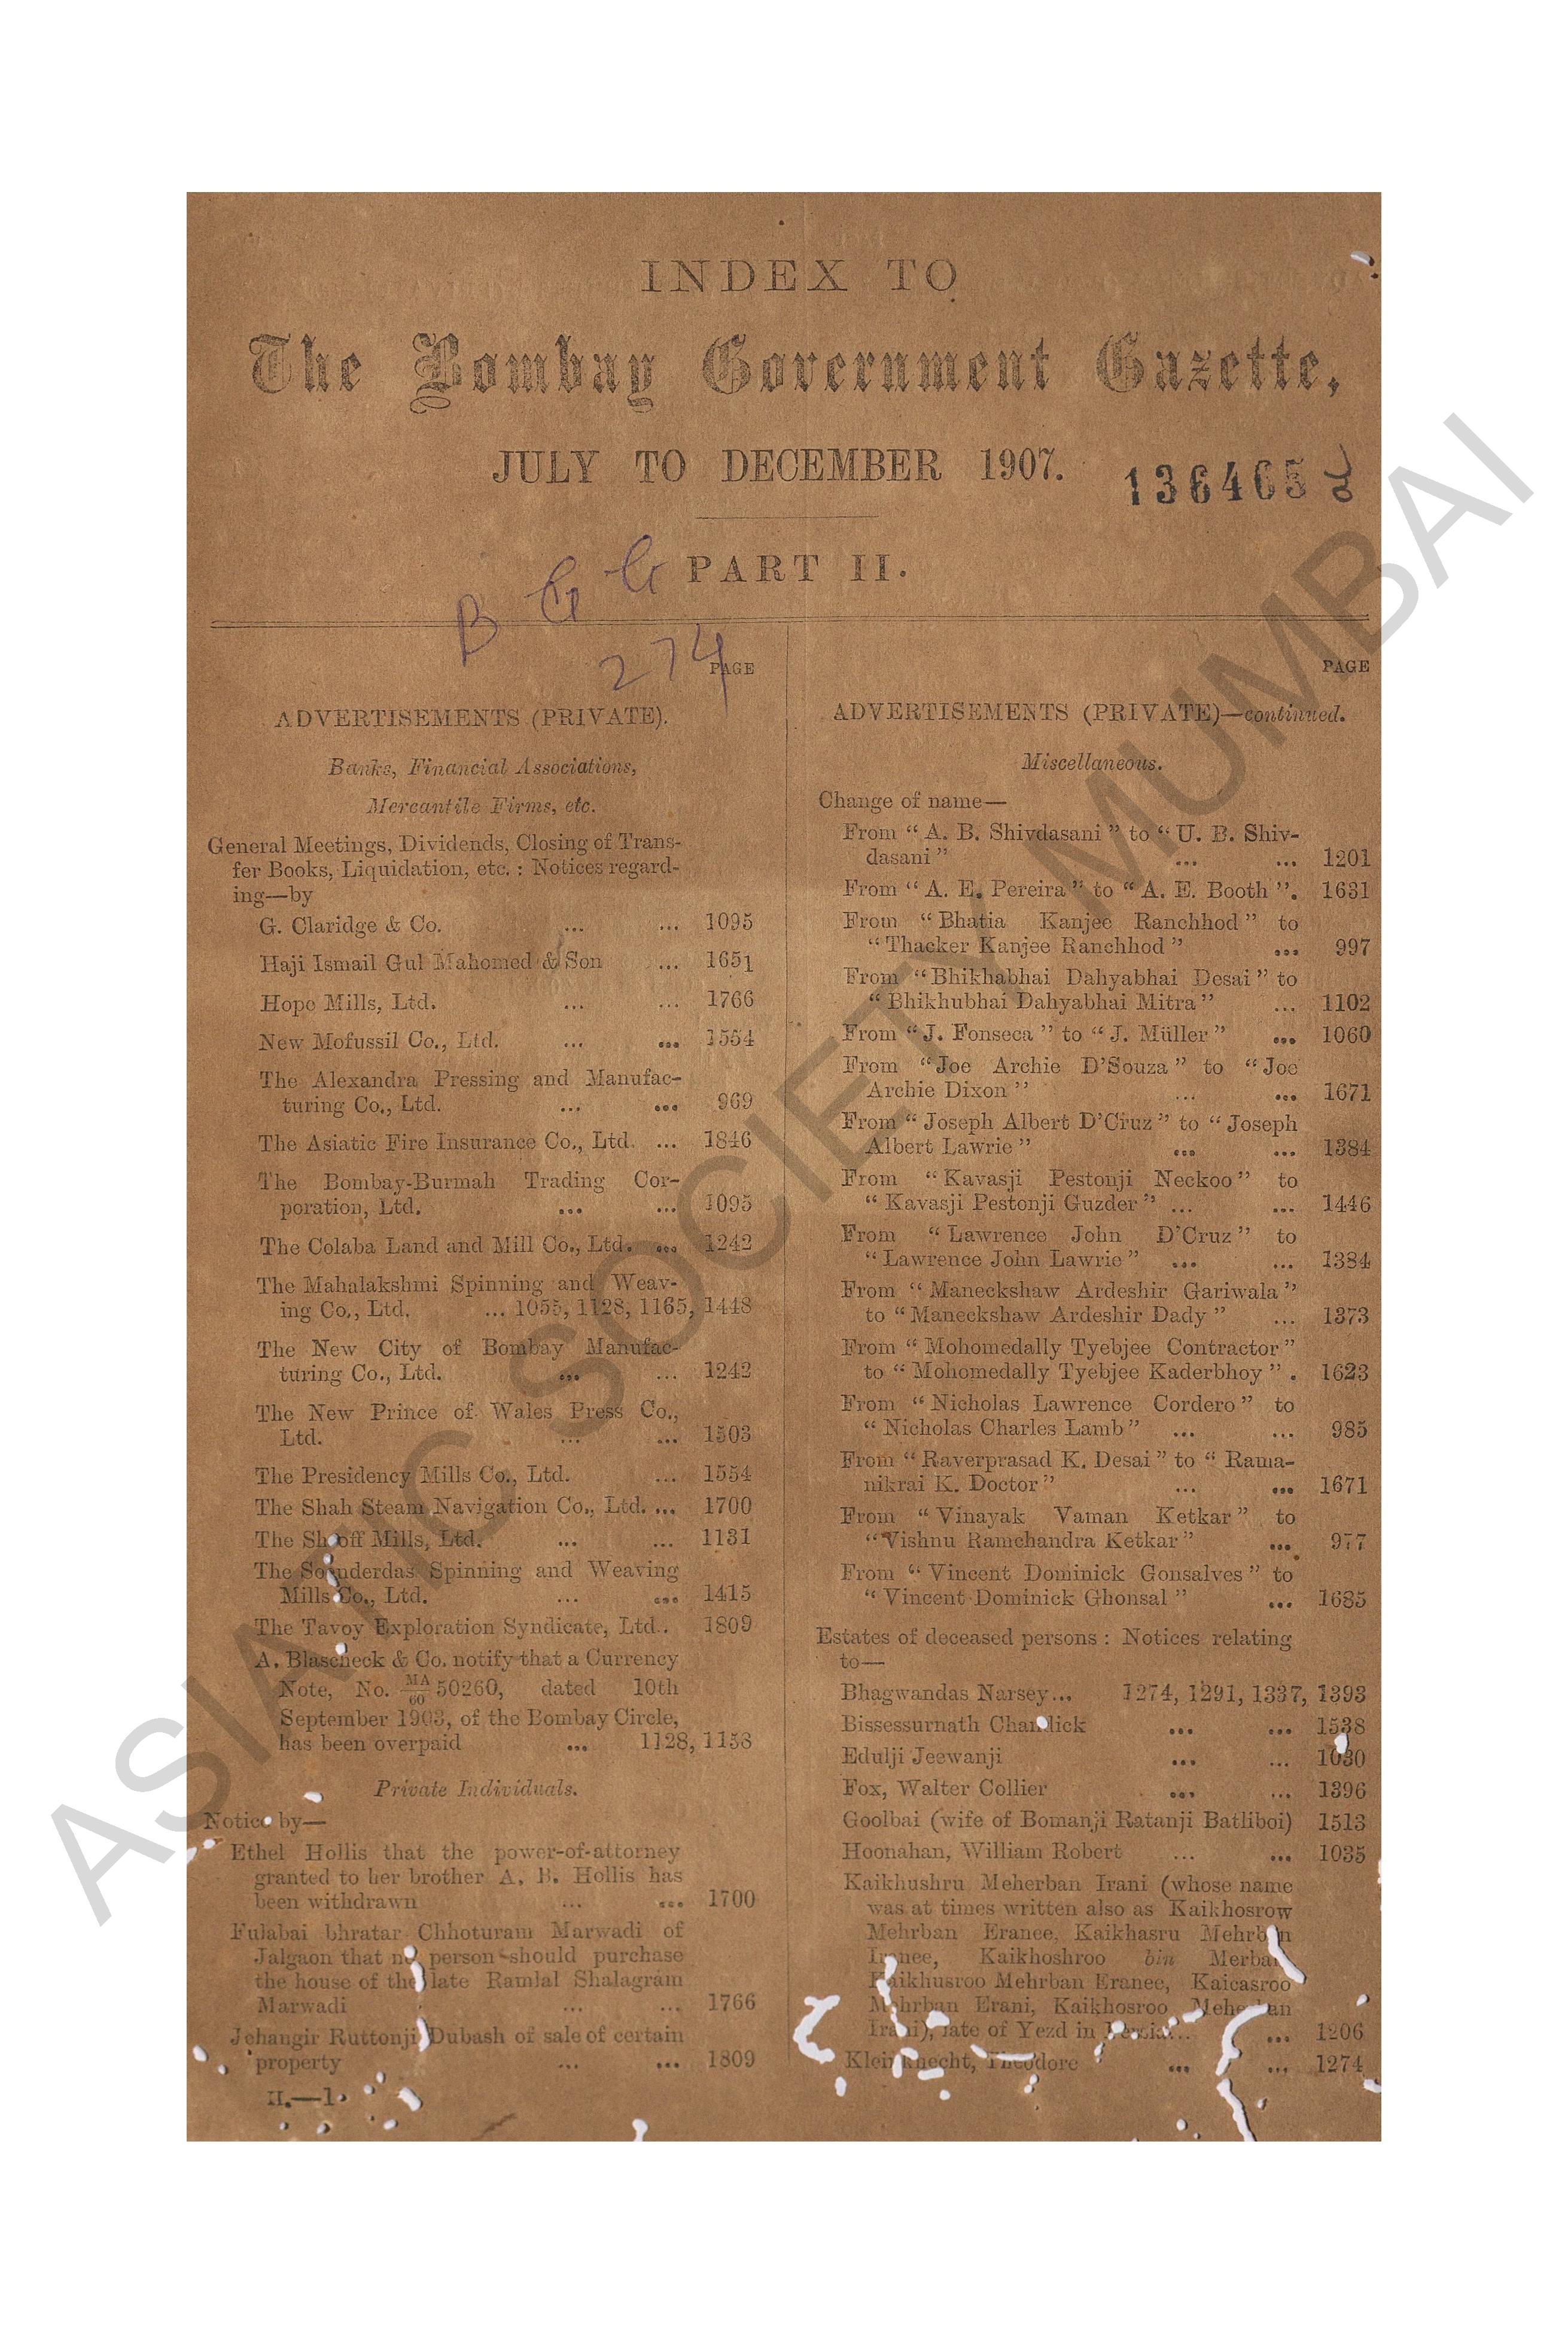 INDEX TO
The Bombay Government Gazette,
JULY TO DECEMBER 1907.
136465
PART II.
B G G
274
PAGE
ADVERTISEMENTS (PRIVATE).
Banks, Financial Associations,
Mercantile Firms, etc.
General Meetings, Dividends, Closing of Trans-
fer Books, Liquidation, etc. : Notices regard-
ing—by
G. Claridge & Co. ... ... 1095
Haji Ismail Gul Mahomed & Son ... 1651
Hope Mills, Ltd. ... ... 1766
New Mofussil Co., Ltd. ... ... 1554
The Alexandra Pressing and Manufac-
turing Co., Ltd. ... ... 969
The Asiatic Fire Insurance Co., Ltd. ... 1846
The Bombay-Burmah Trading Cor-
poration, Ltd. ... ... 1095
The Colaba Land and Mill Co., Ltd. ... 1242
The Mahalakshmi Spinning and Weav-
ing Co., Ltd. ... 1055, 1128, 1165, 1448
The New City of Bombay Manufac-
turing Co., Ltd. ... ... 1242
The New Prince of Wales Press Co.,
Ltd. ... ... 1503
The Presidency Mills Co., Ltd. ... 1554
The Shah Steam Navigation Co., Ltd. ... 1700
The Mills, Ltd. ... ... 1131
The Spinning and Weaving
Mills Co., Ltd. ... ... 1415
The Tavoy Exploration Syndicate, Ltd.. 1809
A. Blascheck & Co. notify that a Currency
Note, No. MA/60 50260, dated 10th
September 1903, of the Bombay Circle,
has been overpaid ... 1128, 1158
Private Individuals.
Notice by—
Ethel Hollis that the power-of-attorney
granted to her brother A. B. Hollis has
been withdrawn ... ... 1700
Fulabai bhratar Chhoturam Marwadi of
Jalgaon that no person should purchase
the house of the late Ramlal Shalagram
Marwadi ... ... 1766
Jehangir Ruttonji Dubash of sale of certain
property ... ... 1809
II.—1
PAGE
ADVERTISEMENTS (PRIVATE)—continued.
Miscellaneous.
Change of name—
From “ A. B. Shivdasani ” to “ U. B. Shiv-
dasani ” ... ... 1201
From “ A. E. Pereira ” to “ A. E. Booth ”. 1631
From “ Bhatia Kanjee Ranchhod ” to
“ Thacker Kanjee Ranchhod ” ... 997
From “ Bhikhabhai Dahyabhai Desai ” to
“ Bhikhubhai Dahyabhai Mitra ” ... 1102
From “ J. Fonseca ” to “ J. Müller ” ... 1060
From “ Joe Archie D’Souza ” to “ Joe
Archie Dixon ” ... ... 1671
From “ Joseph Albert D’Cruz ” to “ Joseph
Albert Lawrie ” ... ... 1384
From “ Kavasji Pestonji Neckoo ” to
“ Kavasji Pestonji Guzder ” ... ... 1446
From “ Lawrence John D’Cruz ” to
“ Lawrence John Lawrie ” ... ... 1384
From “ Maneckshaw Ardeshir Gariwala ”
to “ Maneckshaw Ardeshir Dady ” ... 1373
From “ Mohomedally Tyebjee Contractor ”
to “ Mohomedally Tyebjee Kaderbhoy ” . 1623
From “ Nicholas Lawrence Cordero ” to
“ Nicholas Charles Lamb ” ... ... 985
From “ Raverprasad K. Desai ” to “ Rama-
nikrai K. Doctor ” ... ... 1671
From “ Vinayak Vaman Ketkar ” to
“ Vishnu Ramchandra Ketkar ” ... 977
From “ Vincent Dominick Gonsalves ” to
“ Vincent Dominick Ghonsal ” ... 1685
Estates of deceased persons : Notices relating
to—
Bhagwandas Narsey... 1274, 1291, 1337, 1393
Bissessurnath ... ... 1538
Edulji Jeewanji ... ...
Fox, Walter Collier ... ... 1396
Goolbai (wife of Bomanji Ratanji Batliboi) 1513
Hoonahan, William Robert ... ... 1035
Kaikhushru Meherban Irani (whose name
was at times written also as Kaikhosrow
Mehrban Eranee, Kaikhasru Mehrban
Iranee, Kaikhoshroo bin Merban
Kaikhusroo Mehrban Eranee, Kaicasroo
Mehrban Erani, Kaikhosroo Meherban
Irani), late of Yezd in Persia... ... 1206
Kleinknecht, Theodore ... ... 1274
ASIATIC SOCIETY MUMBAI